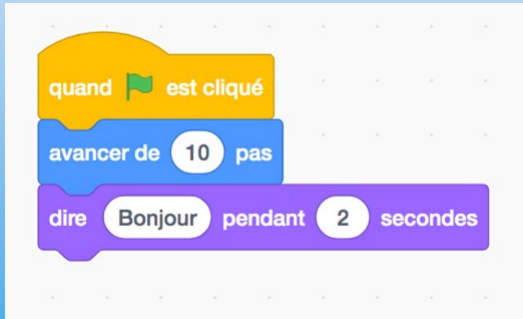 quand est cliqué
avancer de 10 pas
dire Bonjour pendant 2 secondes